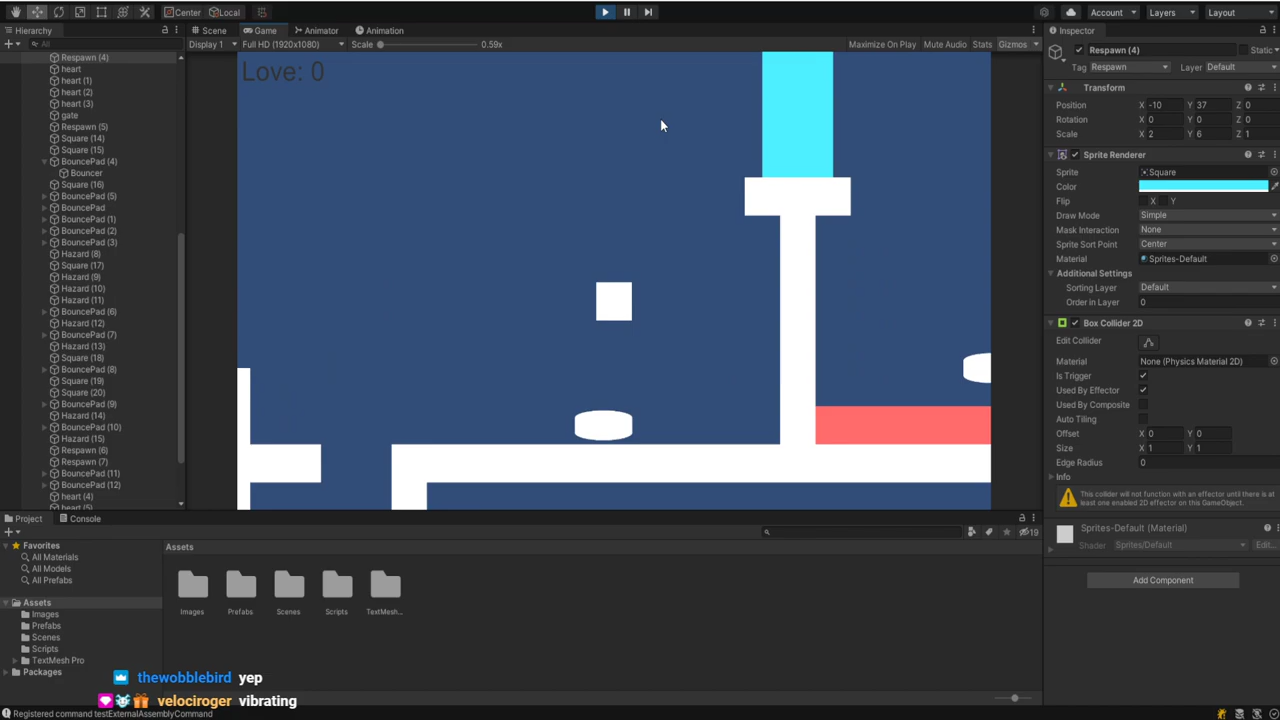 Center Local
Account Layers Layout
Hierarchy
All
Respawn (4)
heart
heart (1)
heart (2)
heart (3)
gate
Respawn (5)
Square (14)
Square (15)
BouncePad (4)
Bouncer
Square (16)
BouncePad (5)
BouncePad
BouncePad (1)
BouncePad (2)
BouncePad (3)
Hazard (8)
Square (17)
Hazard (9)
Hazard (10)
Hazard (11)
BouncePad (6)
Hazard (12)
BouncePad (7)
Hazard (13)
Square (18)
BouncePad (8)
Square (19)
Square (20)
BouncePad (9)
Hazard (14)
BouncePad (10)
Hazard (15)
Respawn (6)
Respawn (7)
BouncePad (11)
BouncePad (12)
heart (4)
heart (5)
Scene Game Animator Animation
Display 1 Full HD (1920x1080) Scale 0.59x Maximize On Play Mute Audio Stats Gizmos
Love: 0
Inspector
Respawn (4) Static
Tag Respawn Layer Default
Transform
Position X -10 Y 37 Z 0
Rotation X 0 Y 0 Z 0
Scale X 2 Y 6 Z 1
Sprite Renderer
Sprite Square
Color
Flip X Y
Draw Mode Simple
Mask Interaction None
Sprite Sort Point Center
Material Sprites-Default
Additional Settings
Sorting Layer Default
Order in Layer 0
Box Collider 2D
Edit Collider
Material None (Physics Material 2D)
Is Trigger
Used By Effector
Used By Composite
Auto Tiling
Offset X 0 Y 0
Size X 1 Y 1
Edge Radius 0
Info
This collider will not function with an effector until there is at least one enabled 2D effector on this GameObject.
Sprites-Default (Material)
Shader Sprites/Default Edit...
Add Component
Project Console
19
Favorites
All Materials
All Models
All Prefabs
Assets
Images
Prefabs
Scenes
Scripts
TextMesh Pro
Packages
Assets
Images Prefabs Scenes Scripts TextMesh...
thewobblebird yep
velociroger vibrating
Registered command testExternalAssemblyCommand